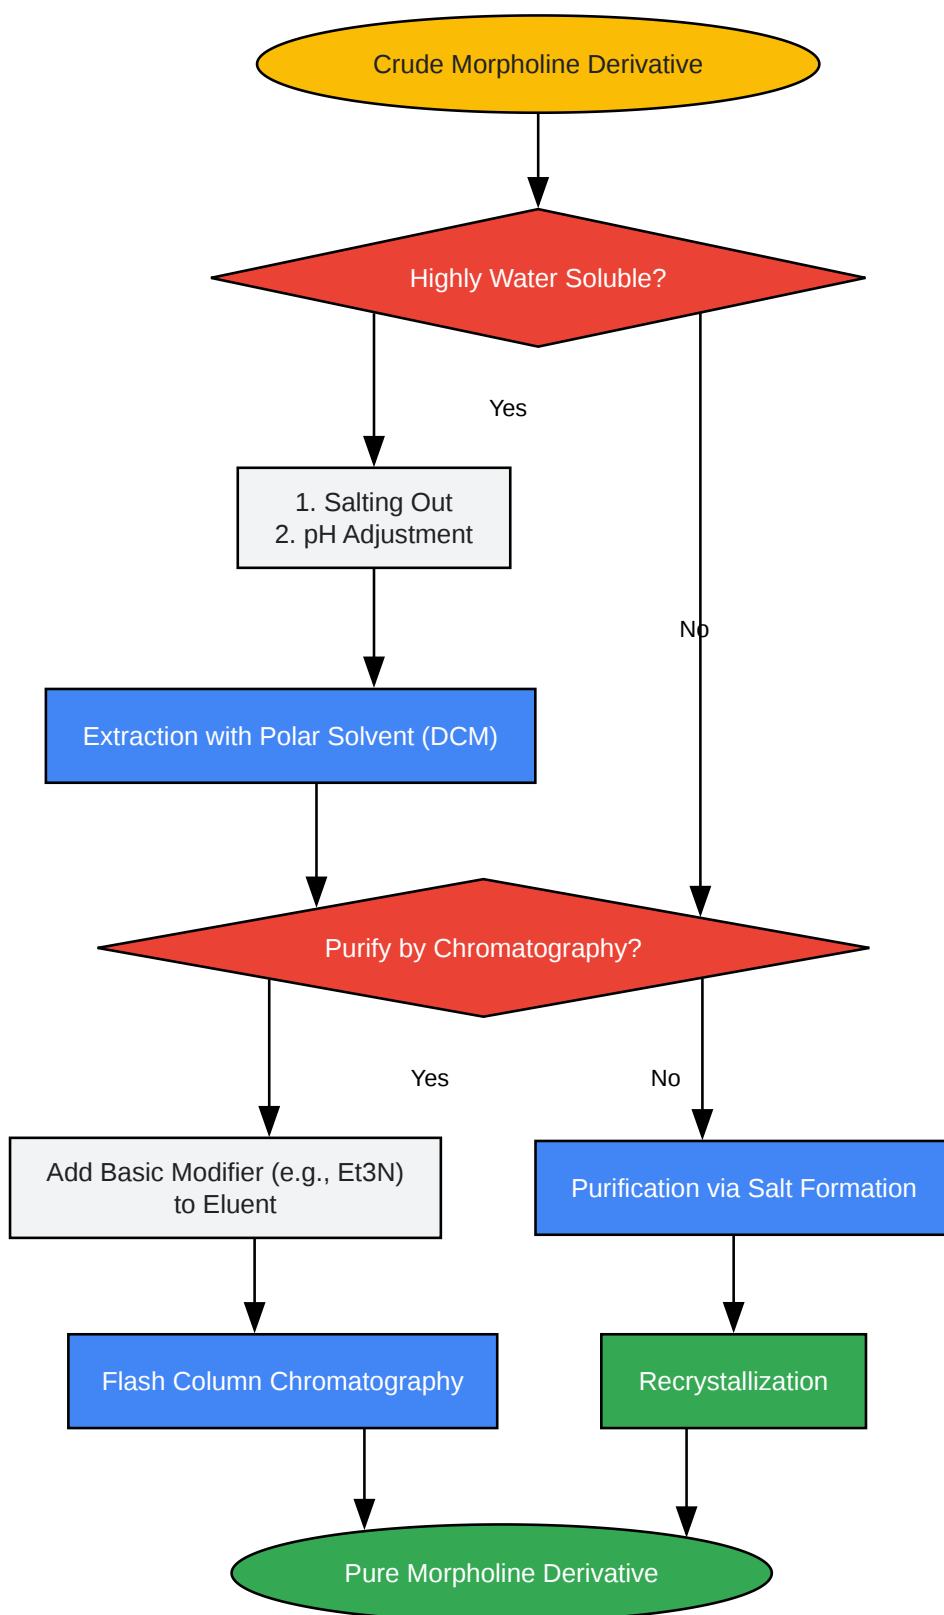 Crude Morpholine Derivative
Highly Water Soluble?
Yes
1. Salting Out
2. pH Adjustment
No
Extraction with Polar Solvent (DCM)
Purify by Chromatography?
Yes
No
Add Basic Modifier (e.g., Et3N)
to Eluent
Purification via Salt Formation
Flash Column Chromatography
Recrystallization
Pure Morpholine Derivative